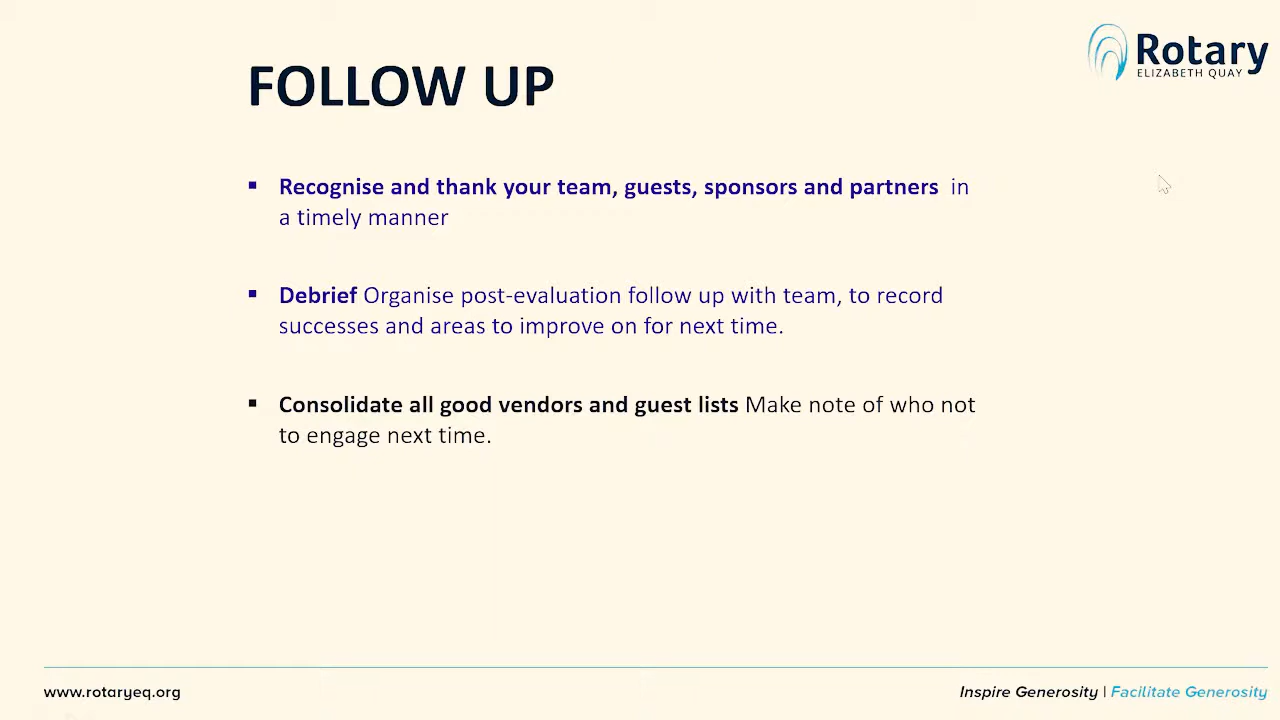 Rotary
ELIZABETH QUAY
FOLLOW UP
▪ Recognise and thank your team, guests, sponsors and partners in
a timely manner
▪ Debrief Organise post-evaluation follow up with team, to record
successes and areas to improve on for next time.
▪ Consolidate all good vendors and guest lists Make note of who not
to engage next time.
www.rotaryeq.org
Inspire Generosity | Facilitate Generosity